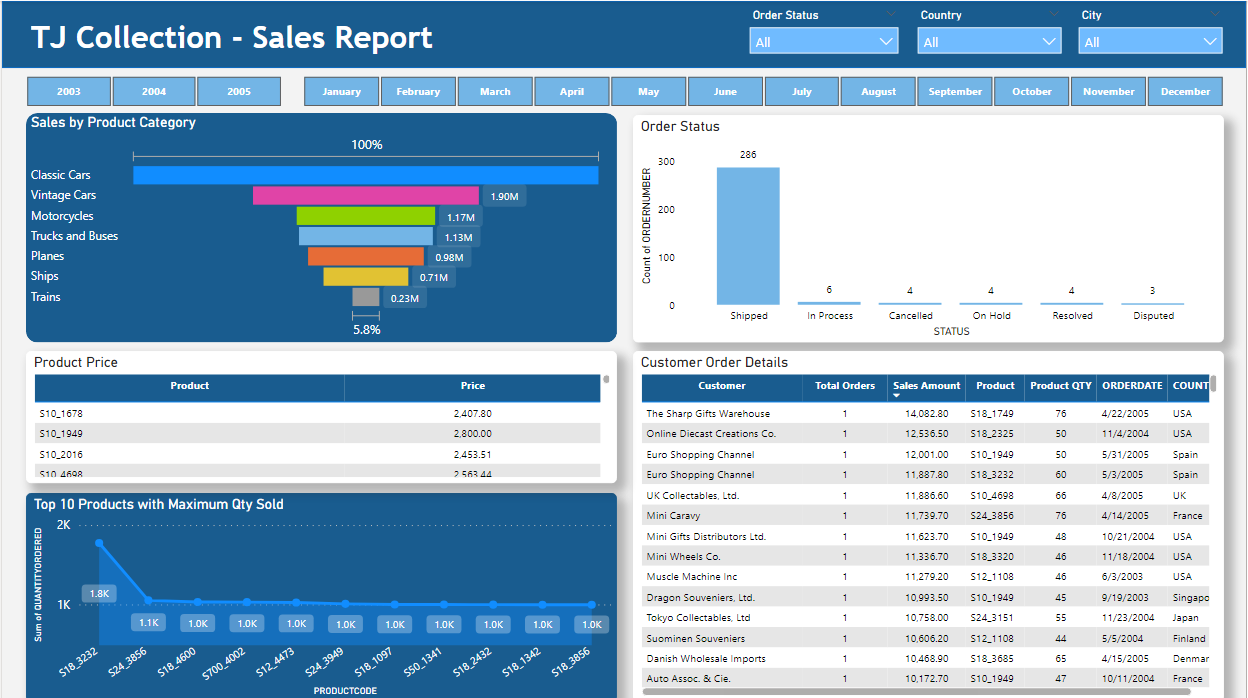 TJ Collection - Sales Report
Order Status
Country
City
All
All
All
2003 2004 2005 January February March April May June July August September October November December
Sales by Product Category
100%
Classic Cars
Vintage Cars 1.90M
Motorcycles 1.17M
Trucks and Buses 1.13M
Planes 0.98M
Ships 0.71M
Trains 0.23M
5.8%
Order Status
Count of ORDERNUMBER
300
200
100
0
286 6 4 4 4 3
Shipped In Process Cancelled On Hold Resolved Disputed
STATUS
Product Price
Product Price
S10_1678 2,407.80
S10_1949 2,800.00
S10_2016 2,453.51
S10_4698 2,563.44
Customer Order Details
Customer Total Orders Sales Amount Product Product QTY ORDERDATE COUNT
The Sharp Gifts Warehouse 1 14,082.80 S18_1749 76 4/22/2005 USA
Online Diecast Creations Co. 1 12,536.50 S18_2325 50 11/4/2004 USA
Euro Shopping Channel 1 12,001.00 S10_1949 50 5/31/2005 Spain
Euro Shopping Channel 1 11,887.80 S18_3232 60 5/3/2005 Spain
UK Collectables, Ltd. 1 11,886.60 S10_4698 66 4/8/2005 UK
Mini Caravy 1 11,739.70 S24_3856 76 4/14/2005 France
Mini Gifts Distributors Ltd. 1 11,623.70 S10_1949 48 10/21/2004 USA
Mini Wheels Co. 1 11,336.70 S18_3320 46 11/18/2004 USA
Muscle Machine Inc 1 11,279.20 S12_1108 46 6/3/2003 USA
Dragon Souveniers, Ltd. 1 10,993.50 S10_1949 45 9/19/2003 Singapo
Tokyo Collectables, Ltd 1 10,758.00 S24_3151 55 11/23/2004 Japan
Suominen Souveniers 1 10,606.20 S12_1108 44 5/5/2004 Finland
Danish Wholesale Imports 1 10,468.90 S18_3685 65 4/15/2005 Denmar
Auto Assoc. & Cie. 1 10,172.70 S10_1949 47 10/11/2004 France
Top 10 Products with Maximum Qty Sold
Sum of QUANTITYORDERED
2K
1K
1.8K 1.1K 1.0K 1.0K 1.0K 1.0K 1.0K 1.0K 1.0K 1.0K 1.0K
S18_3232 S24_3856 S18_4600 S700_4002 S12_4473 S24_3949 S18_1097 S50_1341 S18_2432 S18_1342 S18_3856
PRODUCTCODE